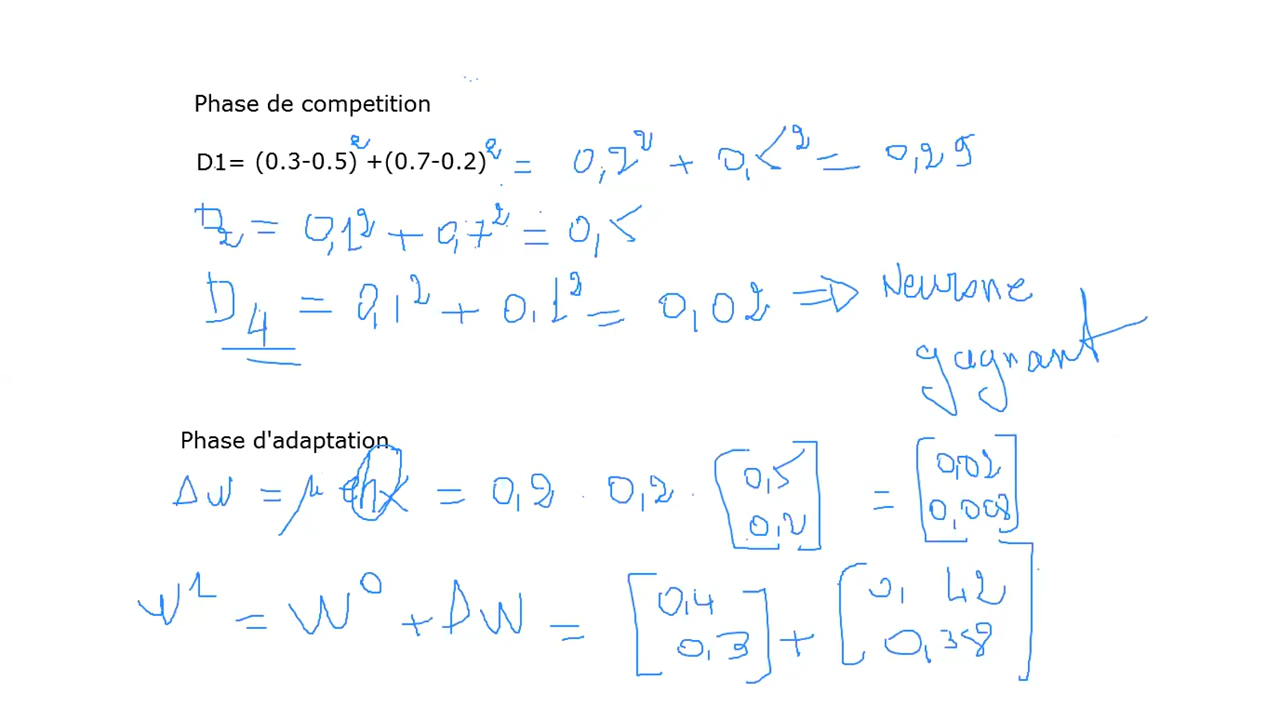 Phase de competition
D1= (0.3-0.5)² +(0.7-0.2)² = 0,2² + 0,5² = 0,29
D₂ = 0,1² + 0,7² = 0,5
D₄ = 0,1² + 0,1² = 0,02 ⇒ Neurone
gagnant
Phase d'adaptation
ΔW = μ h x = 0,2 . 0,2 . [0,5 0,2] = [0,02 0,008]
W¹ = W⁰ + ΔW = [0,4 0,3] + [0,42 0,38]